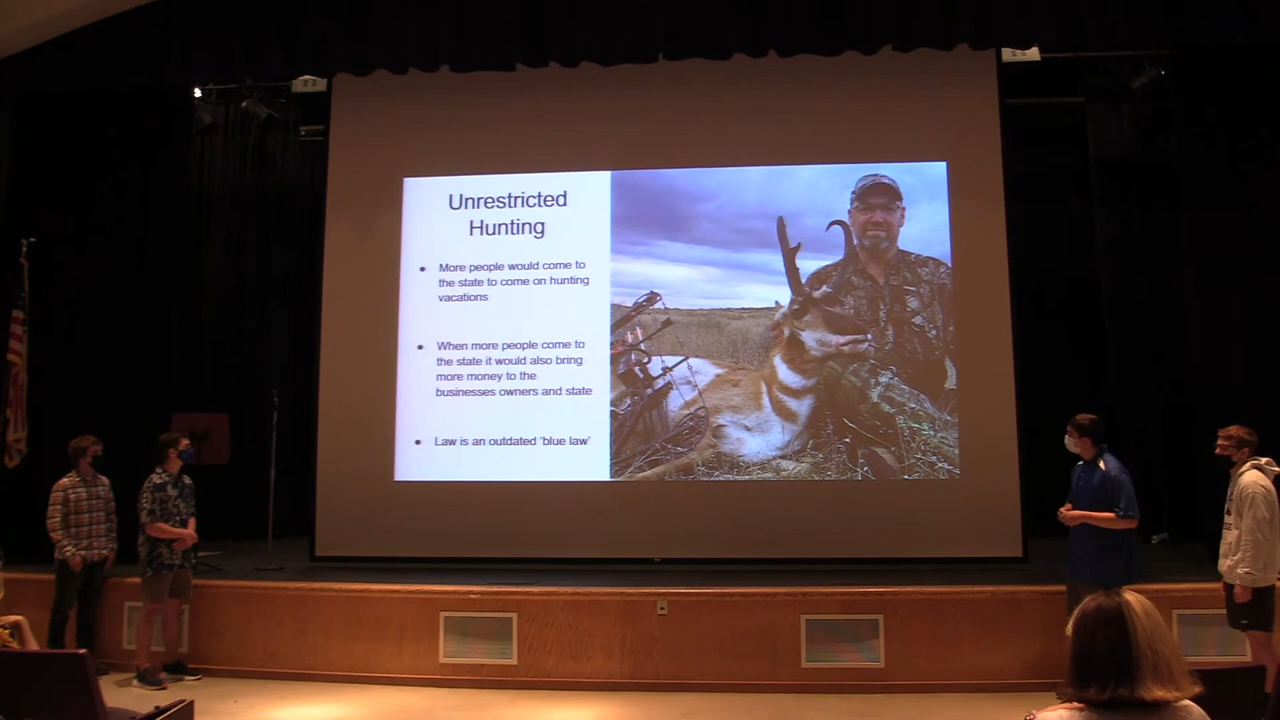 Unrestricted
Hunting
● More people would come to
the state to come on hunting
vacations
● When more people come to
the state it would also bring
more money to the
businesses owners and state
● Law is an outdated 'blue law'